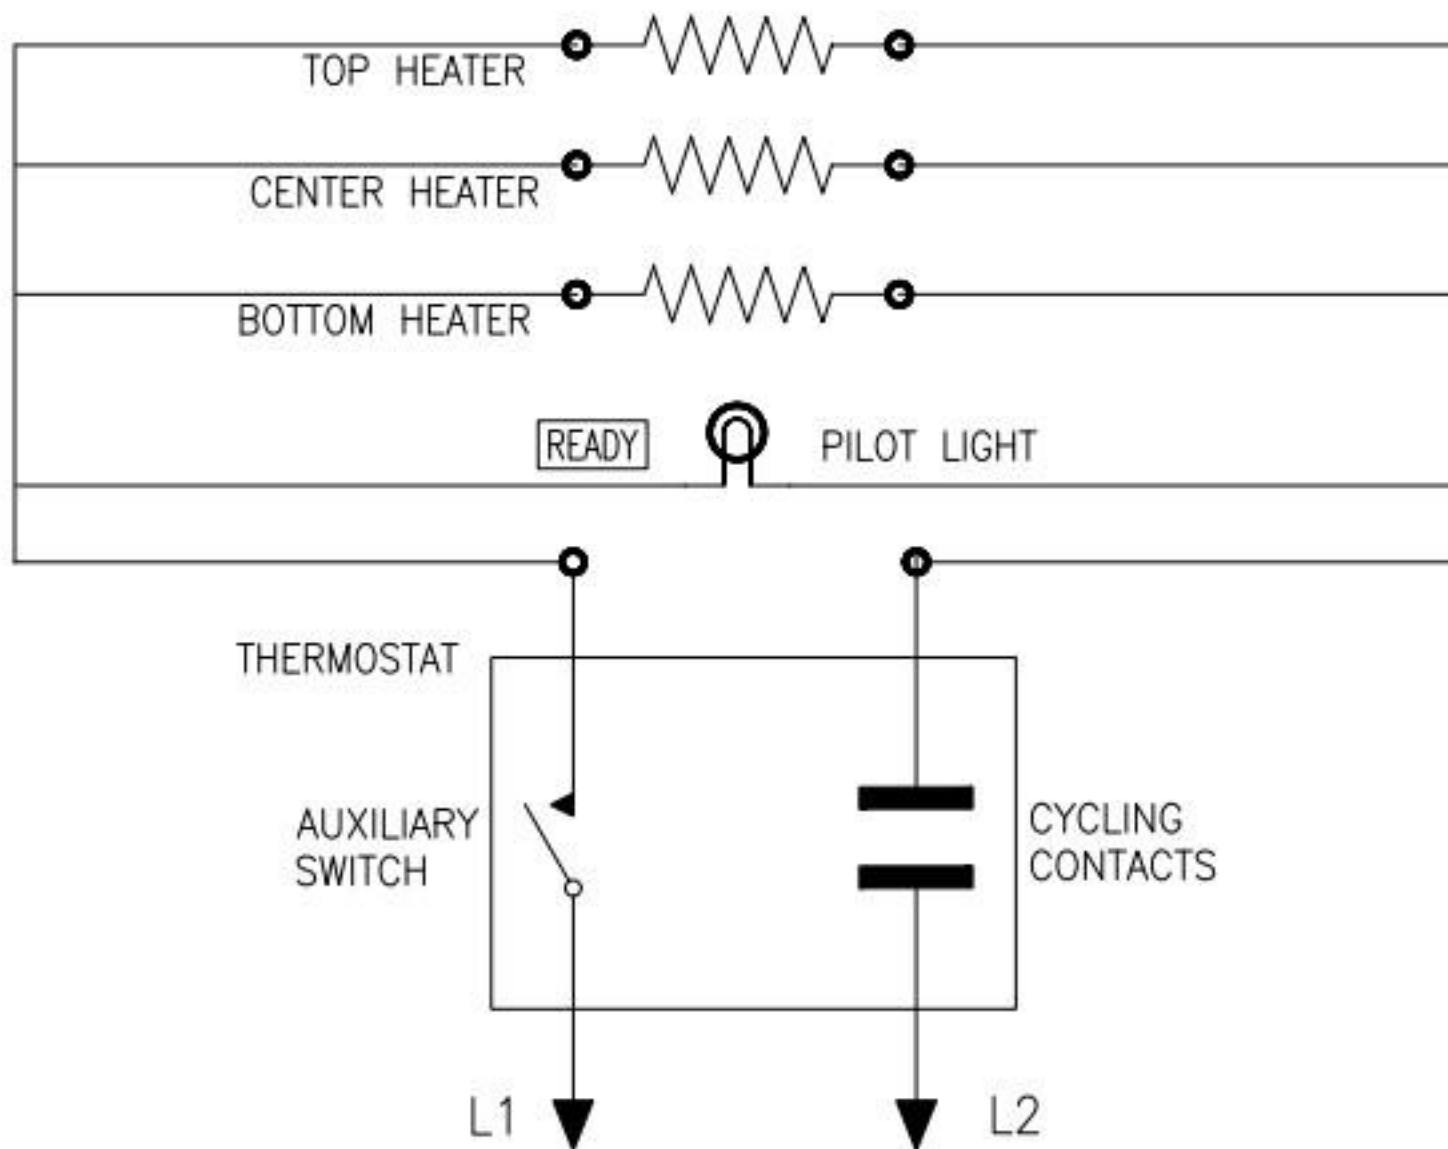 TOP HEATER
CENTER HEATER
BOTTOM HEATER
READY
PILOT LIGHT
THERMOSTAT
AUXILIARY
SWITCH
CYCLING
CONTACTS
L1
L2